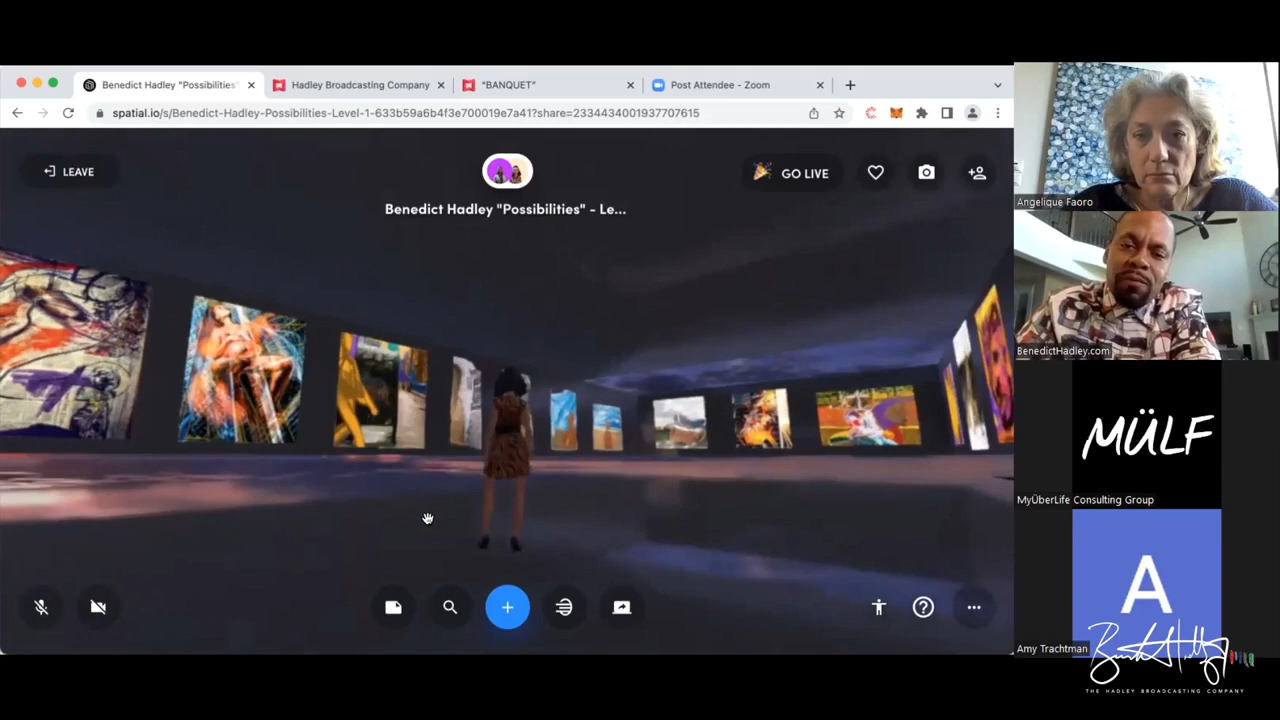 Benedict Hadley "Possibilities"
Hadley Broadcasting Company
"BANQUET"
Post Attendee - Zoom
spatial.io/s/Benedict-Hadley-Possibilities-Level-1-633b59a6b4f3e700019e7a41?share=2334434001937707615
LEAVE
GO LIVE
Benedict Hadley "Possibilities" - Le...
Angelique Faoro
BenedictHadley.com
MÜLF
MyÜberLife Consulting Group
A
Amy Trachtman
THE HADLEY BROADCASTING COMPANY